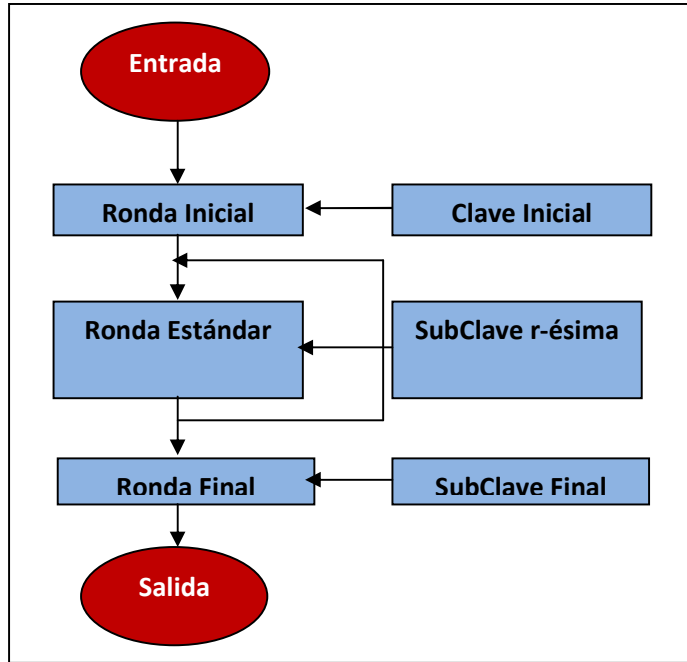 Entrada
Ronda Inicial
Clave Inicial
Ronda Estándar
SubClave r-ésima
Ronda Final
SubClave Final
Salida